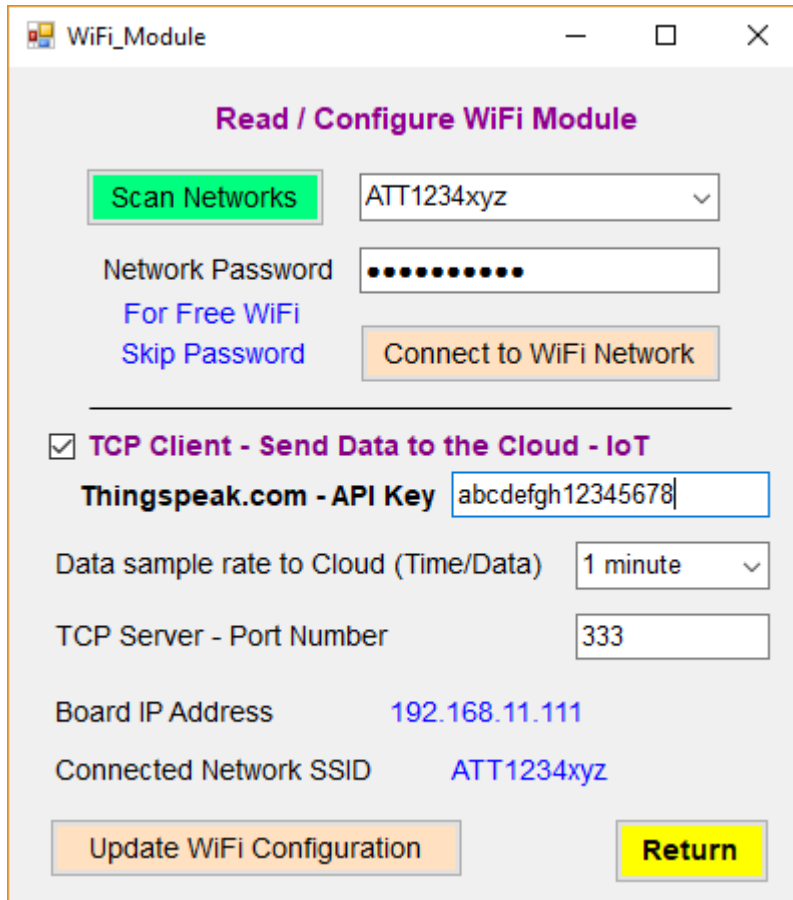 WiFi_Module
Read / Configure WiFi Module
Scan Networks ATT1234xyz
Network Password ••••••••••
For Free WiFi
Skip Password Connect to WiFi Network
TCP Client - Send Data to the Cloud - IoT
Thingspeak.com - API Key abcdefgh12345678
Data sample rate to Cloud (Time/Data) 1 minute
TCP Server - Port Number 333
Board IP Address 192.168.11.111
Connected Network SSID ATT1234xyz
Update WiFi Configuration Return